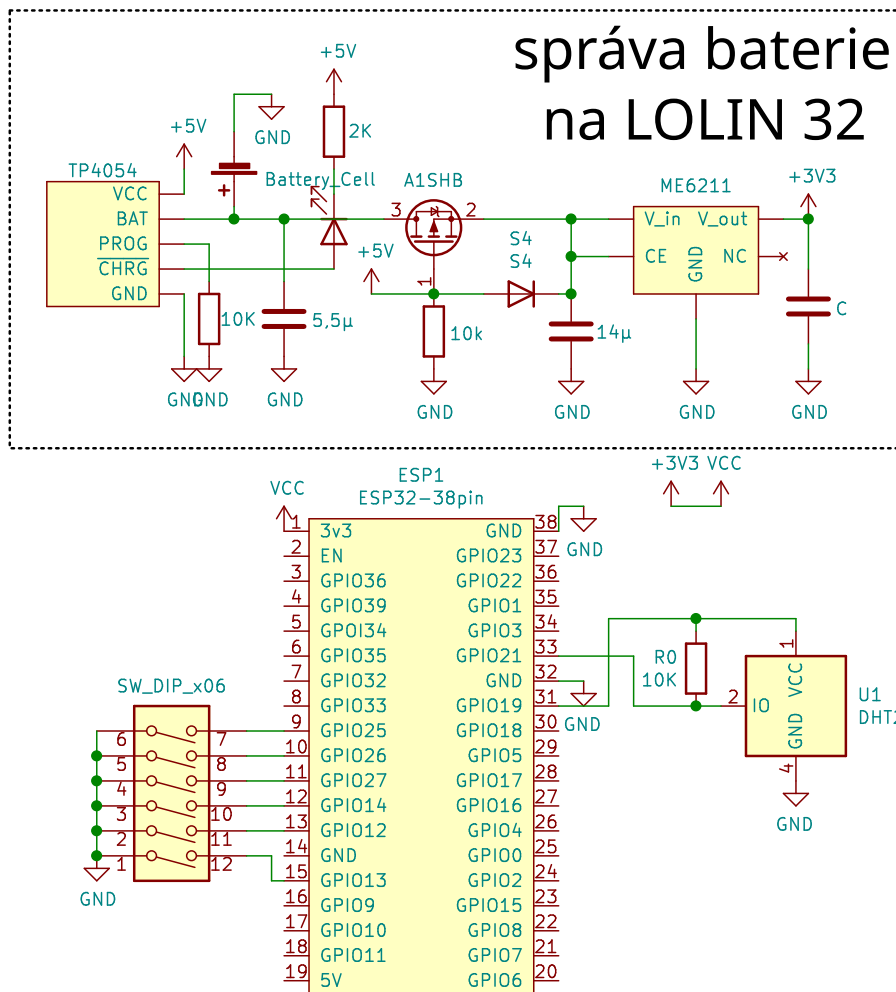 správa baterie
na LOLIN 32
+5V
+5V
GND
2K
TP4054
Battery_Cell
A1SHB
ME6211
+3V3
VCC
BAT
PROG
CHRG
GND
+
3
2
1
+5V
S4
S4
V_in
V_out
CE
GND
NC
10K
5,5µ
10k
14µ
C
GND
GND
GND
GND
GND
GND
GND
+3V3
VCC
ESP1
ESP32-38pin
VCC
1
3v3
GND
38
GND
2
EN
GPIO23
37
3
GPIO36
GPIO22
36
4
GPIO39
GPIO1
35
5
GPOI34
GPIO3
34
6
GPIO35
GPIO21
33
7
GPIO32
GND
32
GND
8
GPIO33
GPIO19
31
9
GPIO25
GPIO18
30
10
GPIO26
GPIO5
29
11
GPIO27
GPIO17
28
12
GPIO14
GPIO16
27
13
GPIO12
GPIO4
26
14
GND
GPIO0
25
15
GPIO13
GPIO2
24
16
GPIO9
GPIO15
23
17
GPIO10
GPIO8
22
18
GPIO11
GPIO7
21
19
5V
GPIO6
20
SW_DIP_x06
6
7
5
8
4
9
3
10
2
11
1
12
GND
R0
10K
1
2
IO
VCC
GND
4
U1
GND